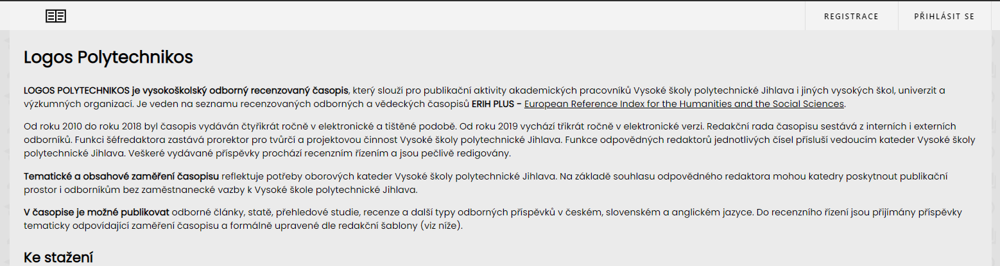 REGISTRACE
PŘIHLÁSIT SE
Logos Polytechnikos
LOGOS POLYTECHNIKOS je vysokoškolský odborný recenzovaný časopis, který slouží pro publikační aktivity akademických pracovníků Vysoké školy polytechnické Jihlava i jiných vysokých škol, univerzit a
výzkumných organizací. Je veden na seznamu recenzovaných odborných a vědeckých časopisů ERIH PLUS - European Reference Index for the Humanities and the Social Sciences.
Od roku 2010 do roku 2018 byl časopis vydáván čtyřikrát ročně v elektronické a tištěné podobě. Od roku 2019 vychází třikrát ročně v elektronické verzi. Redakční rada časopisu sestává z interních i externích
odborníků. Funkci šéfredaktora zastává prorektor pro tvůrčí a projektovou činnost Vysoké školy polytechnické Jihlava. Funkce odpovědných redaktorů jednotlivých čísel přísluší vedoucím kateder Vysoké školy
polytechnické Jihlava. Veškeré vydávané příspěvky prochází recenzním řízením a jsou pečlivě redigovány.
Tematické a obsahové zaměření časopisu reflektuje potřeby oborových kateder Vysoké školy polytechnické Jihlava. Na základě souhlasu odpovědného redaktora mohou katedry poskytnout publikační
prostor i odborníkům bez zaměstnanecké vazby k Vysoké škole polytechnické Jihlava.
V časopise je možné publikovat odborné články, statě, přehledové studie, recenze a další typy odborných příspěvků v českém, slovenském a anglickém jazyce. Do recenzního řízení jsou přijímány příspěvky
tematicky odpovídající zaměření časopisu a formálně upravené dle redakční šablony (viz níže).
Ke stažení